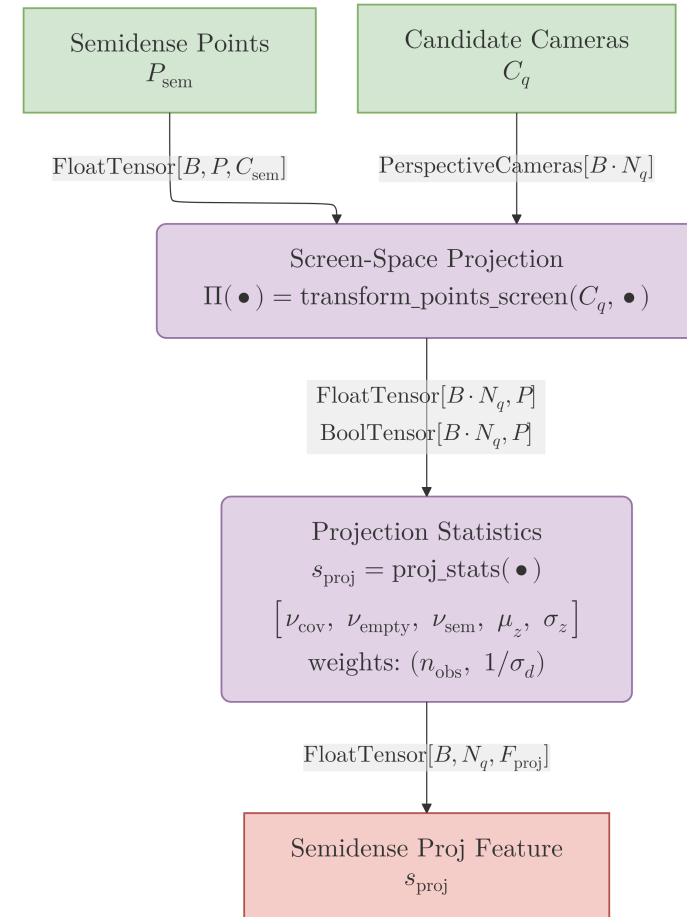 Semidense Points
P_sem
Candidate Cameras
C_q
FloatTensor[B, P, C_sem]
PerspectiveCameras[B · N_q]
Screen-Space Projection
Π( • ) = transform_points_screen(C_q, • )
FloatTensor[B · N_q, P]
BoolTensor[B · N_q, P]
Projection Statistics
s_proj = proj_stats( • )
[ν_cov, ν_empty, ν_sem, μ_z, σ_z]
weights: (n_obs, 1/σ_d)
FloatTensor[B, N_q, F_proj]
Semidense Proj Feature
s_proj